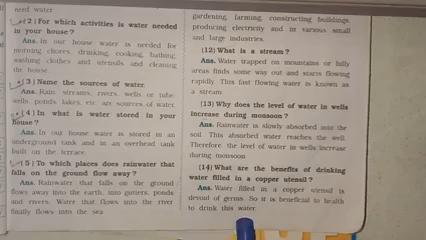 need water
(2) For which activities is water needed
in your house?
Ans. In our house water is needed for
morning chores, drinking, cooking, bathing,
washing clothes and utensils and cleaning
the house.
(3) Name the sources of water.
Ans. Rain, streams, rivers, wells or tube-
wells, ponds, lakes, etc. are sources of water.
(4) In what is water stored in your
house?
Ans. In our house water is stored in an
underground tank and in an overhead tank
built on the terrace.
(5) To which places does rainwater that
falls on the ground flow away?
Ans. Rainwater that falls on the ground
flows away into the earth, into gutters, ponds
and rivers. Water that flows into the river
finally flows into the sea
gardening, farming, constructing buildings,
producing electricity and in various small
and large industries.
(12) What is a stream?
Ans. Water trapped on mountains or hilly
areas finds some way out and starts flowing
rapidly. This fast flowing water is known as
a stream.
(13) Why does the level of water in wells
increase during monsoon?
Ans. Rainwater is slowly absorbed into the
soil. This absorbed water reaches the well.
Therefore the level of water in wells increase
during monsoon
(14) What are the benefits of drinking
water filled in a copper utensil?
Ans. Water filled in a copper utensil is
devoid of germs. So it is beneficial to health
to drink this water.